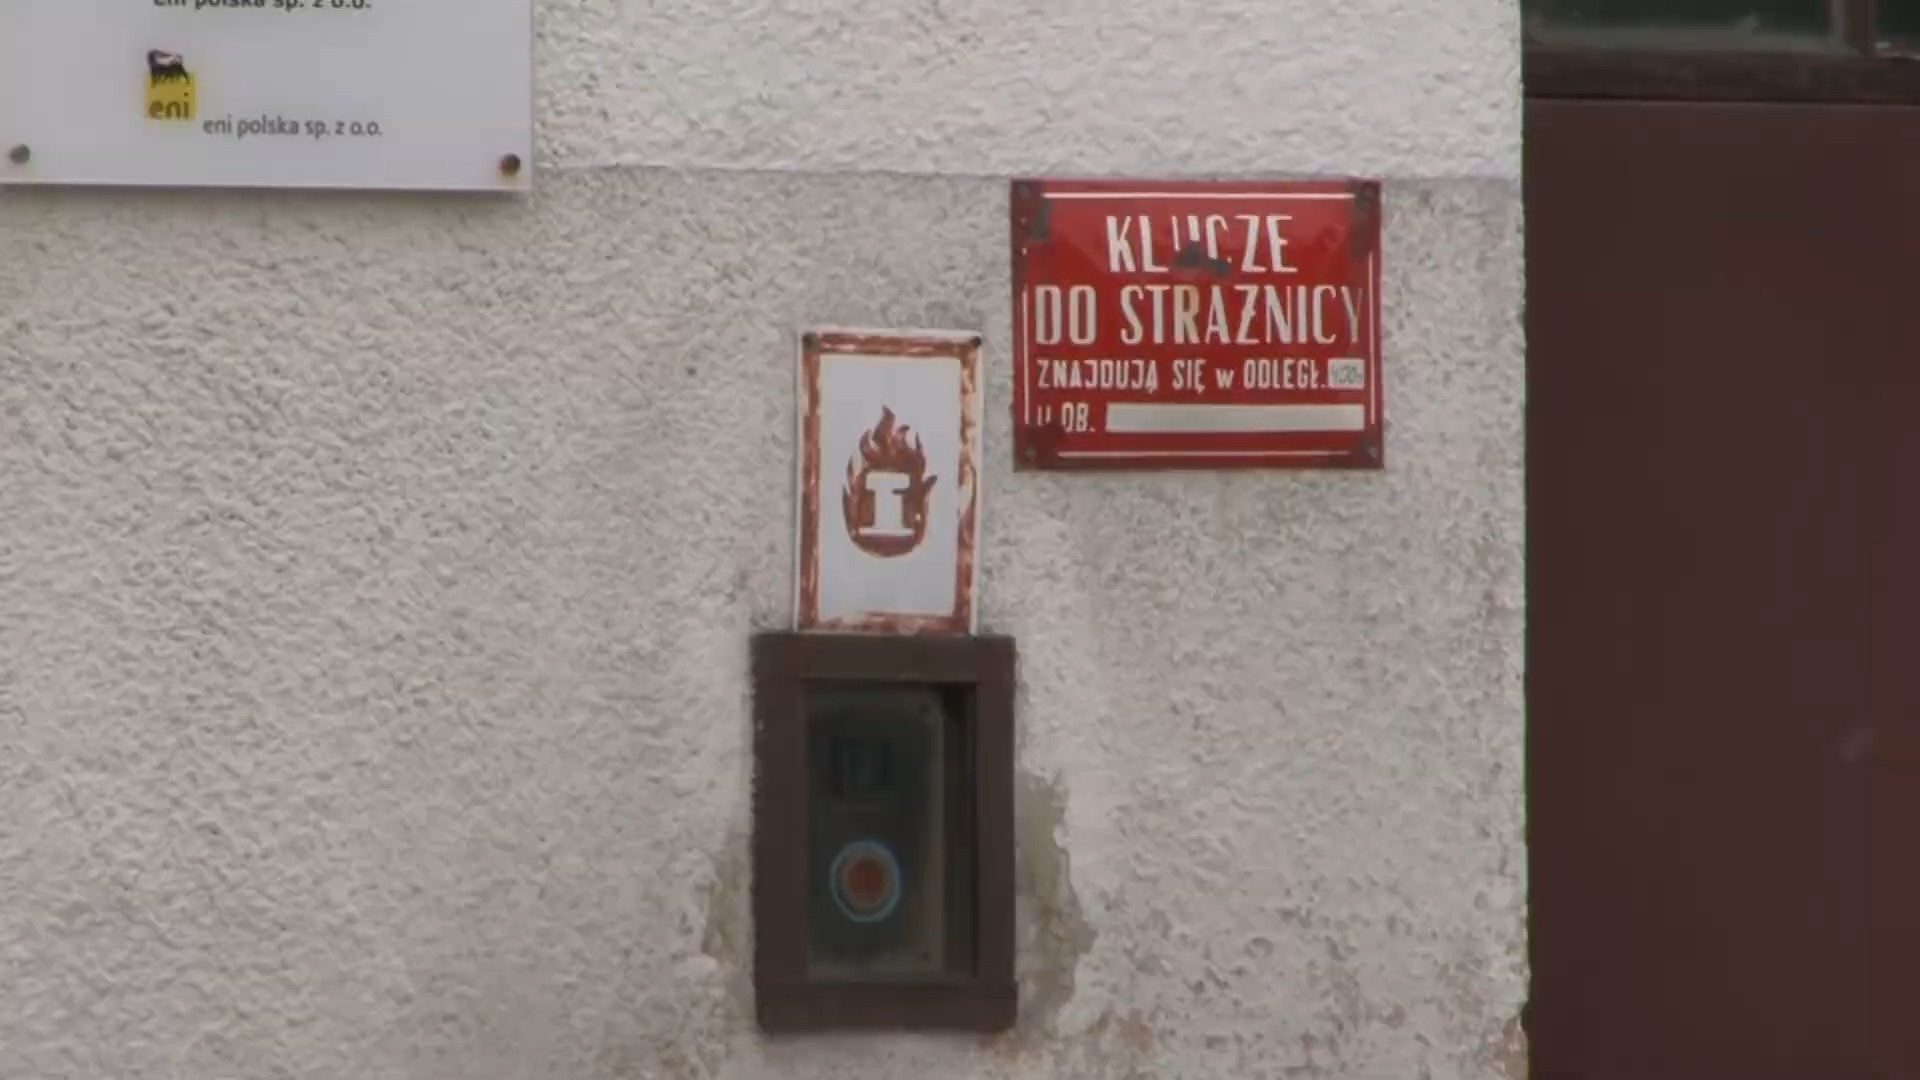 eni polska sp. z o.o.
eni
eni polska sp. z o.o.
KLUCZE
DO STRAŻNICY
ZNAJDUJĄ SIĘ w ODLEGŁ.
U OB.